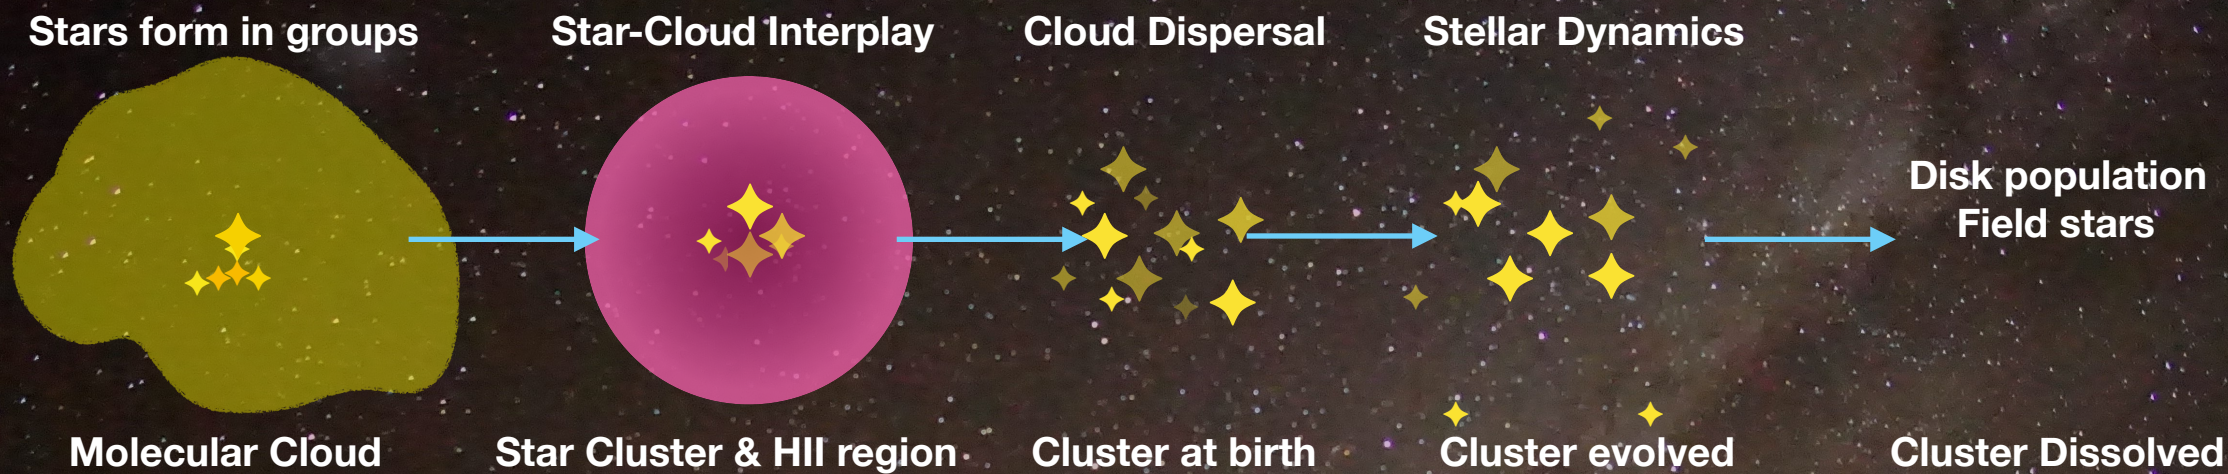 Stars form in groups
Star-Cloud Interplay
Cloud Dispersal
Stellar Dynamics
Disk population
Field stars
Molecular Cloud
Star Cluster & HII region
Cluster at birth
Cluster evolved
Cluster Dissolved